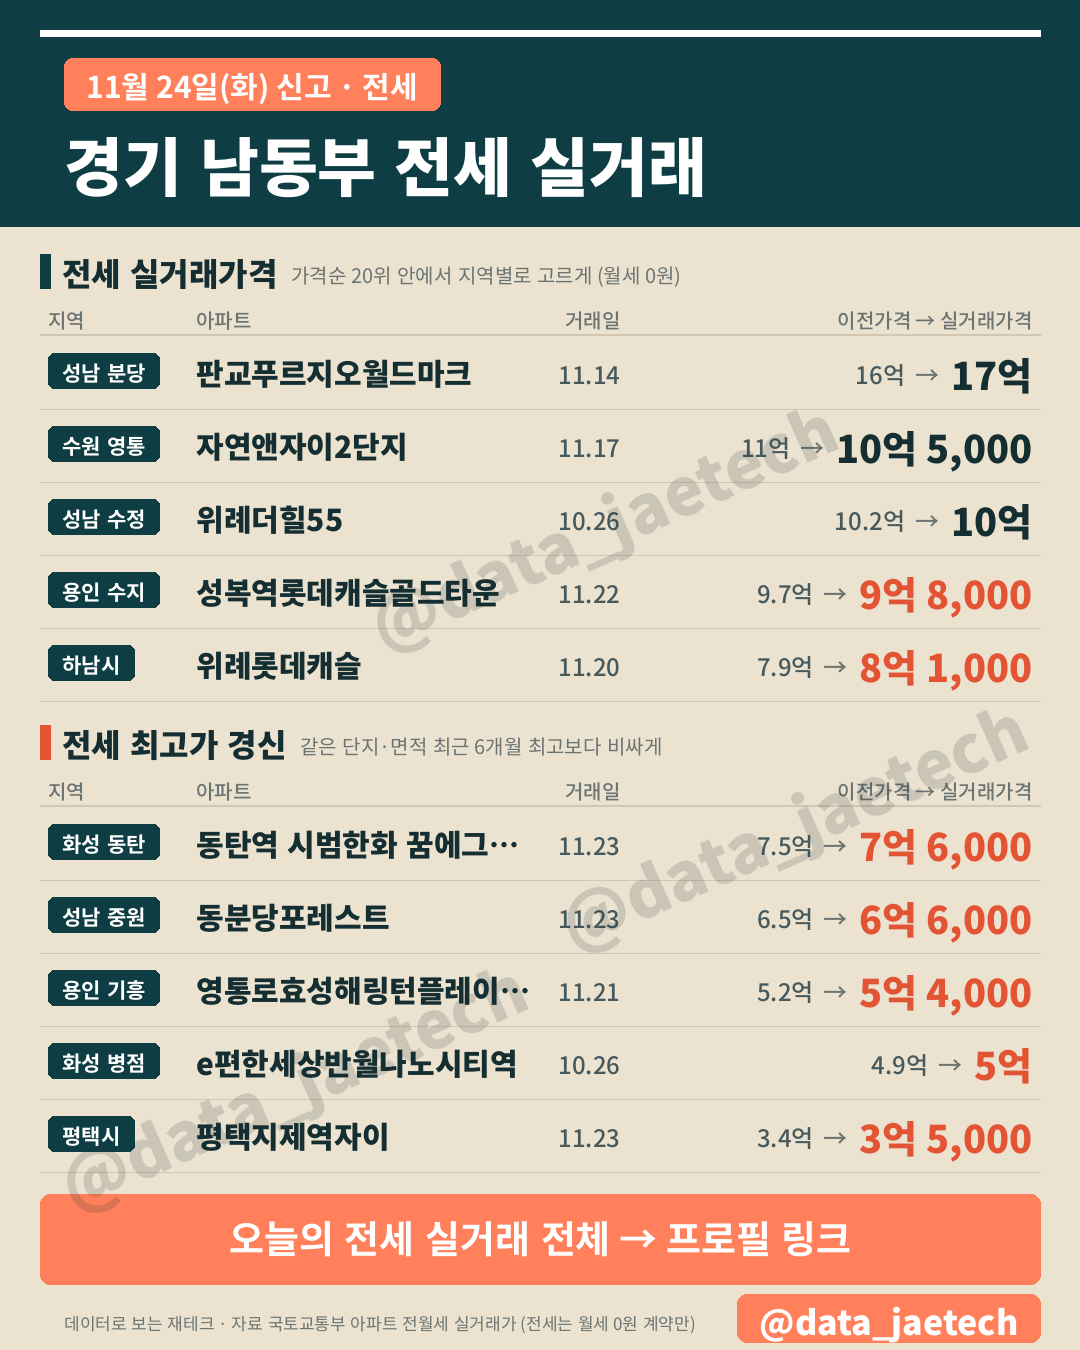 11월 24일(화) 신고 · 전세
경기 남동부 전세 실거래
전세 실거래가격 가격순 20위 안에서 지역별로 고르게 (월세 0원)
지역 아파트 거래일 이전가격 → 실거래가격
성남 분당 판교푸르지오월드마크 11.14 16억 → 17억
수원 영통 자연앤자이2단지 11.17 11억 → 10억 5,000
성남 수정 위례더힐55 10.26 10.2억 → 10억
용인 수지 성복역롯데캐슬골드타운 11.22 9.7억 → 9억 8,000
하남시 위례롯데캐슬 11.20 7.9억 → 8억 1,000
전세 최고가 경신 같은 단지·면적 최근 6개월 최고보다 비싸게
지역 아파트 거래일 이전가격 → 실거래가격
화성 동탄 동탄역 시범한화 꿈에그… 11.23 7.5억 → 7억 6,000
성남 중원 동분당포레스트 11.23 6.5억 → 6억 6,000
용인 기흥 영통로효성해링턴플레이… 11.21 5.2억 → 5억 4,000
화성 병점 e편한세상반월나노시티역 10.26 4.9억 → 5억
평택시 평택지제역자이 11.23 3.4억 → 3억 5,000
오늘의 전세 실거래 전체 → 프로필 링크
데이터로 보는 재테크 · 자료 국토교통부 아파트 전월세 실거래가 (전세는 월세 0원 계약만)
@data_jaetech
@data_jaetech
@data_jaetech
@data_jaetech